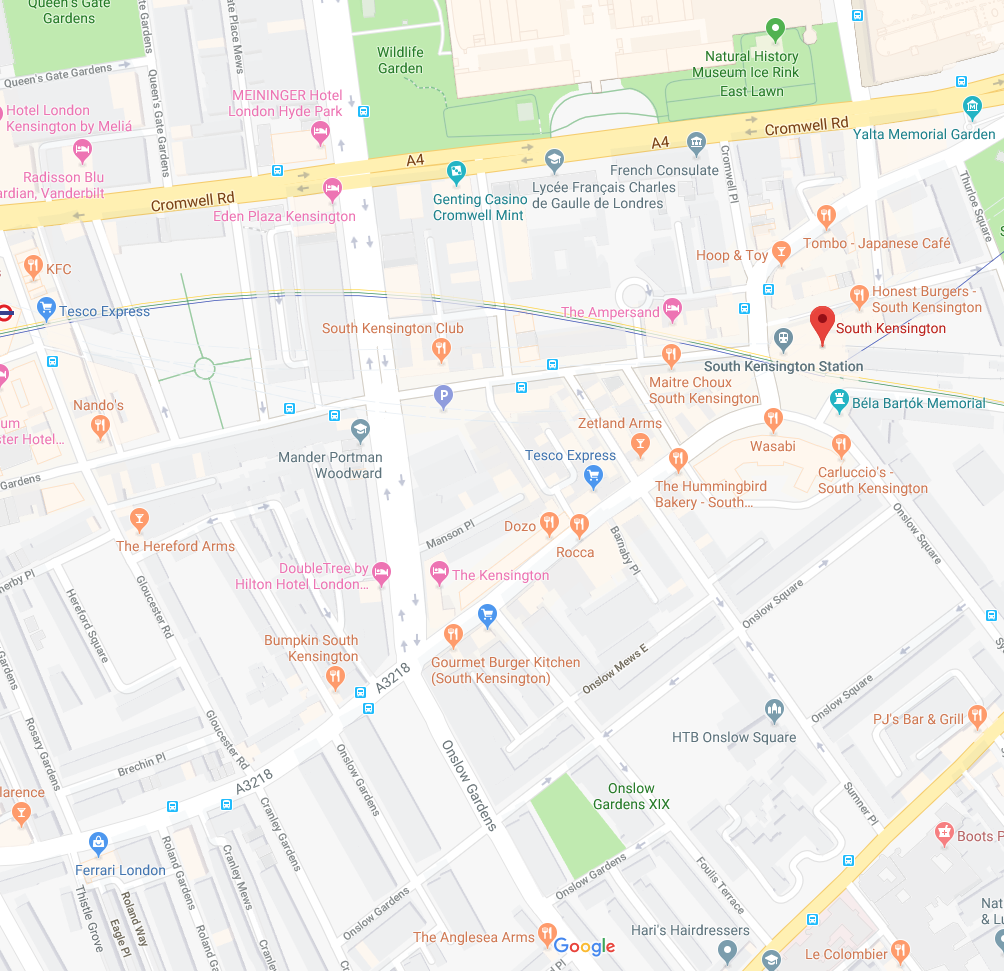 Queen's Gate
Gardens
Gate Place Mews
Queen's Gate Gardens
Queen's Gate Gardens
Wildlife
Garden
Natural History
Museum Ice Rink
East Lawn
MEININGER Hotel
London Hyde Park
Hotel London
Kensington by Meliá
Radisson Blu
ardian, Vanderbilt
Cromwell Rd
A4
A4
Cromwell Rd
Yalta Memorial Garden
French Consulate
Cromwell Pl
Thurloe Square
Eden Plaza Kensington
Genting Casino
Cromwell Mint
Lycée Français Charles
de Gaulle de Londres
Tombo - Japanese Café
Hoop & Toy
KFC
Tesco Express
The Ampersand
Honest Burgers -
South Kensington
South Kensington
South Kensington Club
South Kensington Station
Maitre Choux
South Kensington
Nando's
um
ster Hotel...
P
Béla Bartók Memorial
Zetland Arms
Wasabi
Mander Portman
Woodward
Tesco Express
Carluccio's -
South Kensington
Gardens
The Hummingbird
Bakery - South...
Manson Pl
Dozo
Rocca
Barnaby Pl
Onslow Square
The Hereford Arms
DoubleTree by
Hilton Hotel London...
The Kensington
nerby Pl
Hereford Square
Gloucester Rd
Onslow Square
Bumpkin South
Kensington
Gourmet Burger Kitchen
(South Kensington)
Onslow Mews E
A3218
Onslow Square
HTB Onslow Square
PJ's Bar & Grill
Rosary Gardens
Gloucester Rd
Brechin Pl
A3218
Onslow Gardens
Onslow Gardens
Onslow
Gardens XIX
Sumner Pl
larence
Cranley Gardens
Boots P
Ferrari London
Roland Gardens
Cranley Mews
Onslow Gardens
Foulis Terrace
Thistle Grove
Roland Way
Eagle Pl
Onslow Gardens
Nat
& Lu
Roland Gardens
Cranley
The Anglesea Arms
Google
Hari's Hairdressers
Le Colombier